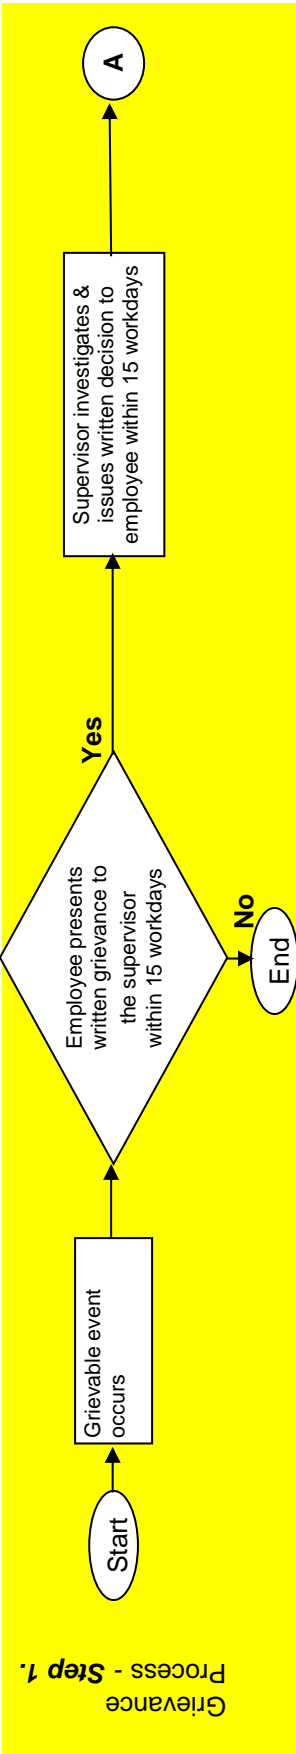 Grievance
Process - Step 1.
Start
Grievable event
occurs
Employee presents
written grievance to
the supervisor
within 15 workdays
Yes
No
End
Supervisor investigates &
issues written decision to
employee within 15 workdays
A